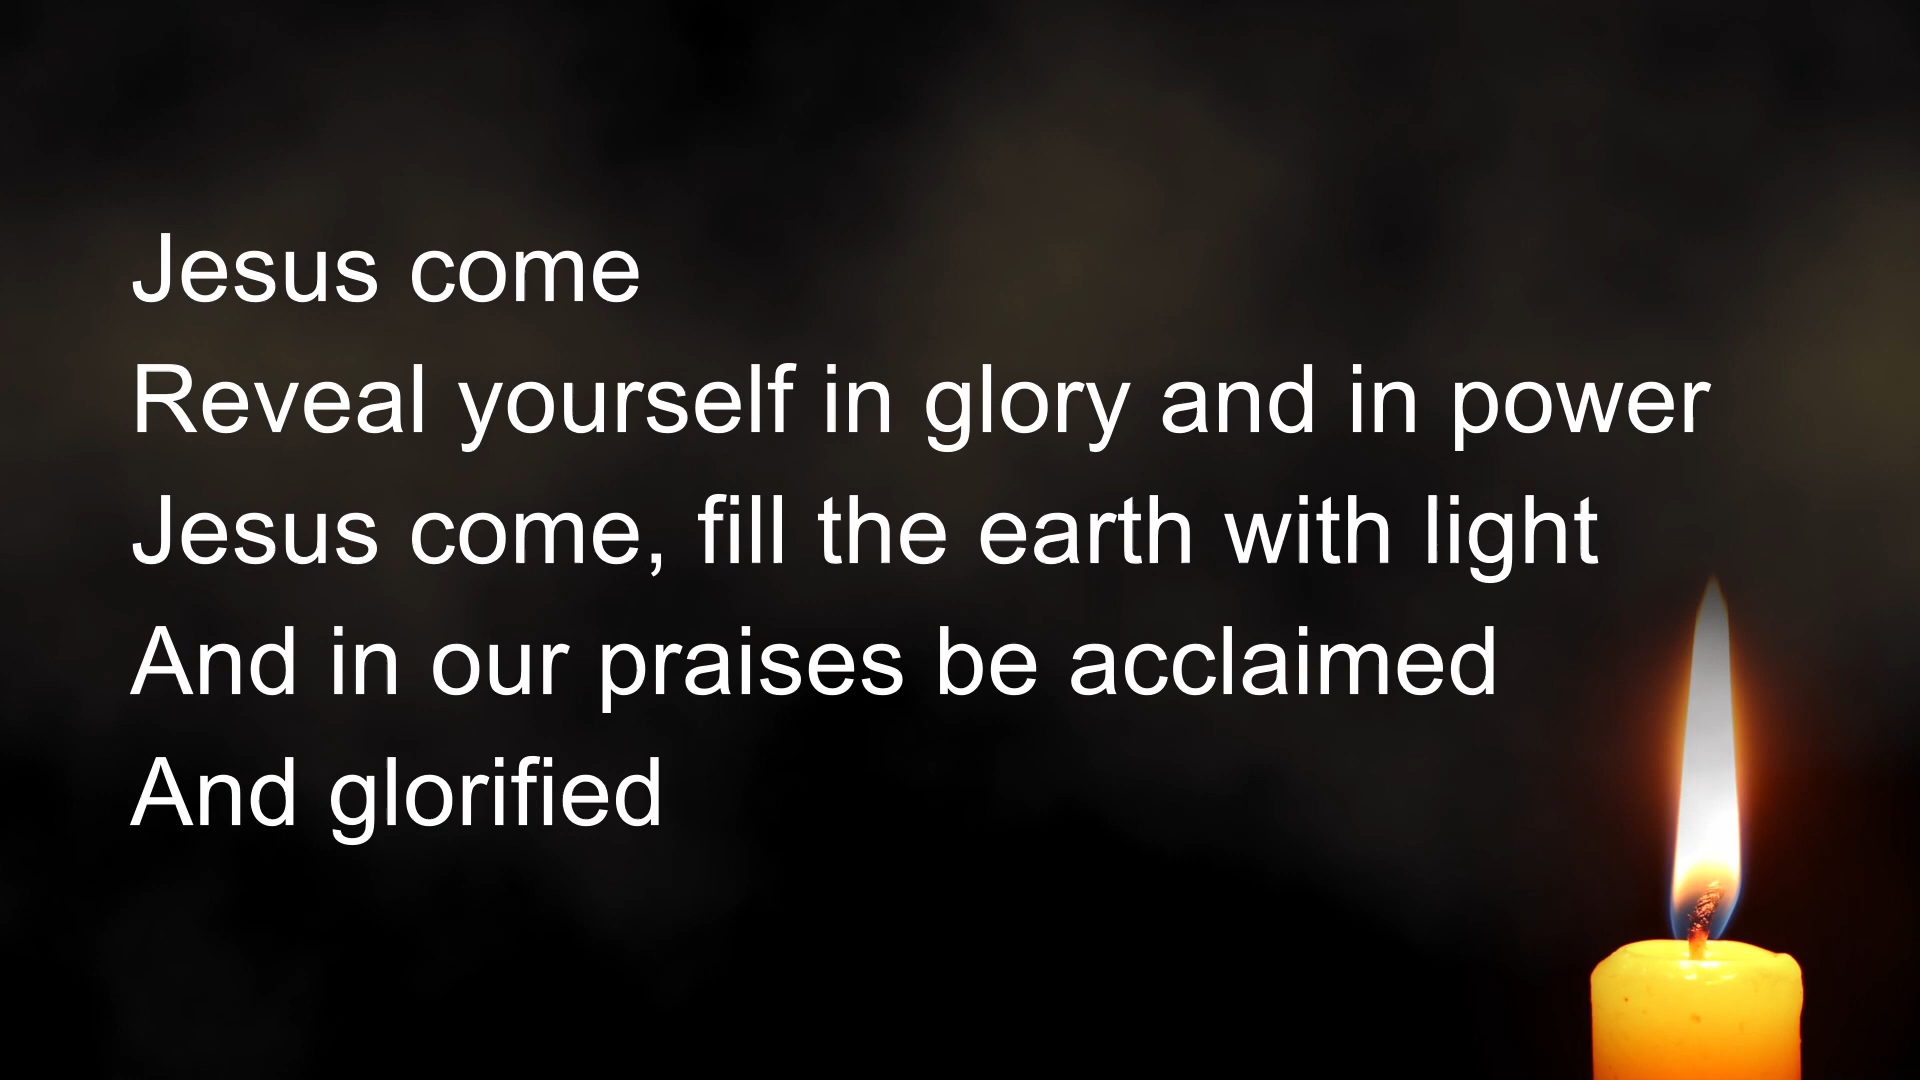 Jesus come
Reveal yourself in glory and in power
Jesus come, fill the earth with light
And in our praises be acclaimed
And glorified